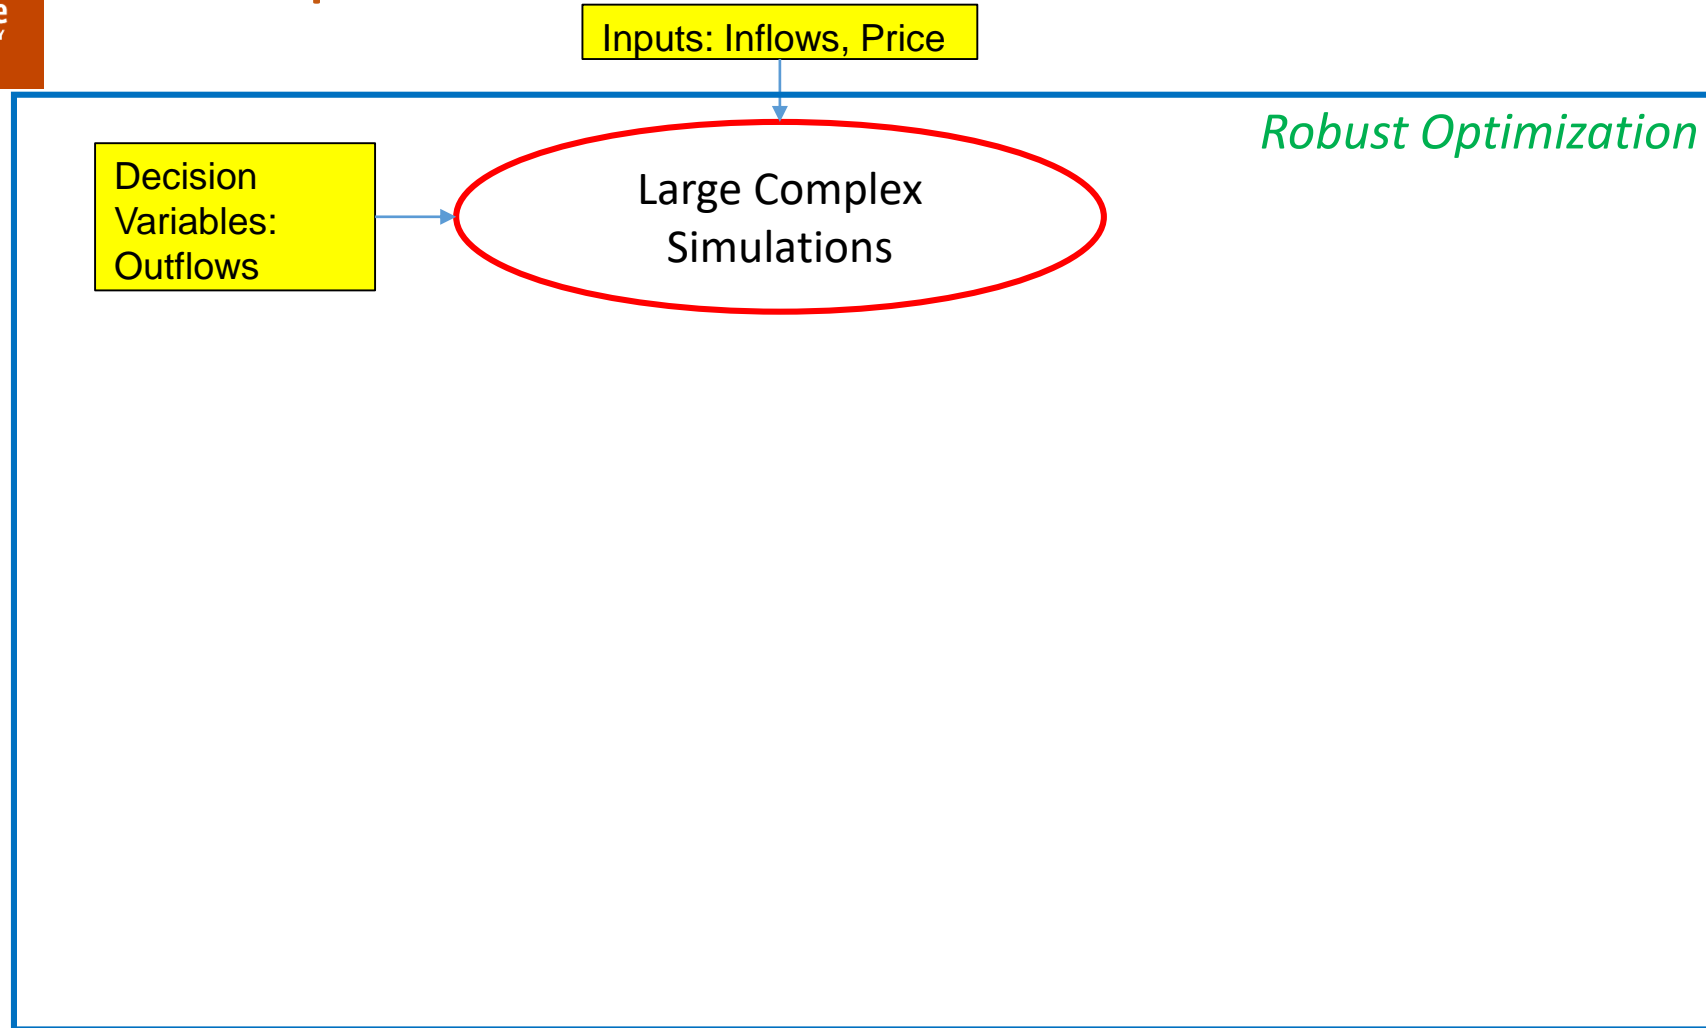 Inputs: Inflows, Price
Robust Optimization
Decision
Variables:
Outflows
Large Complex
Simulations